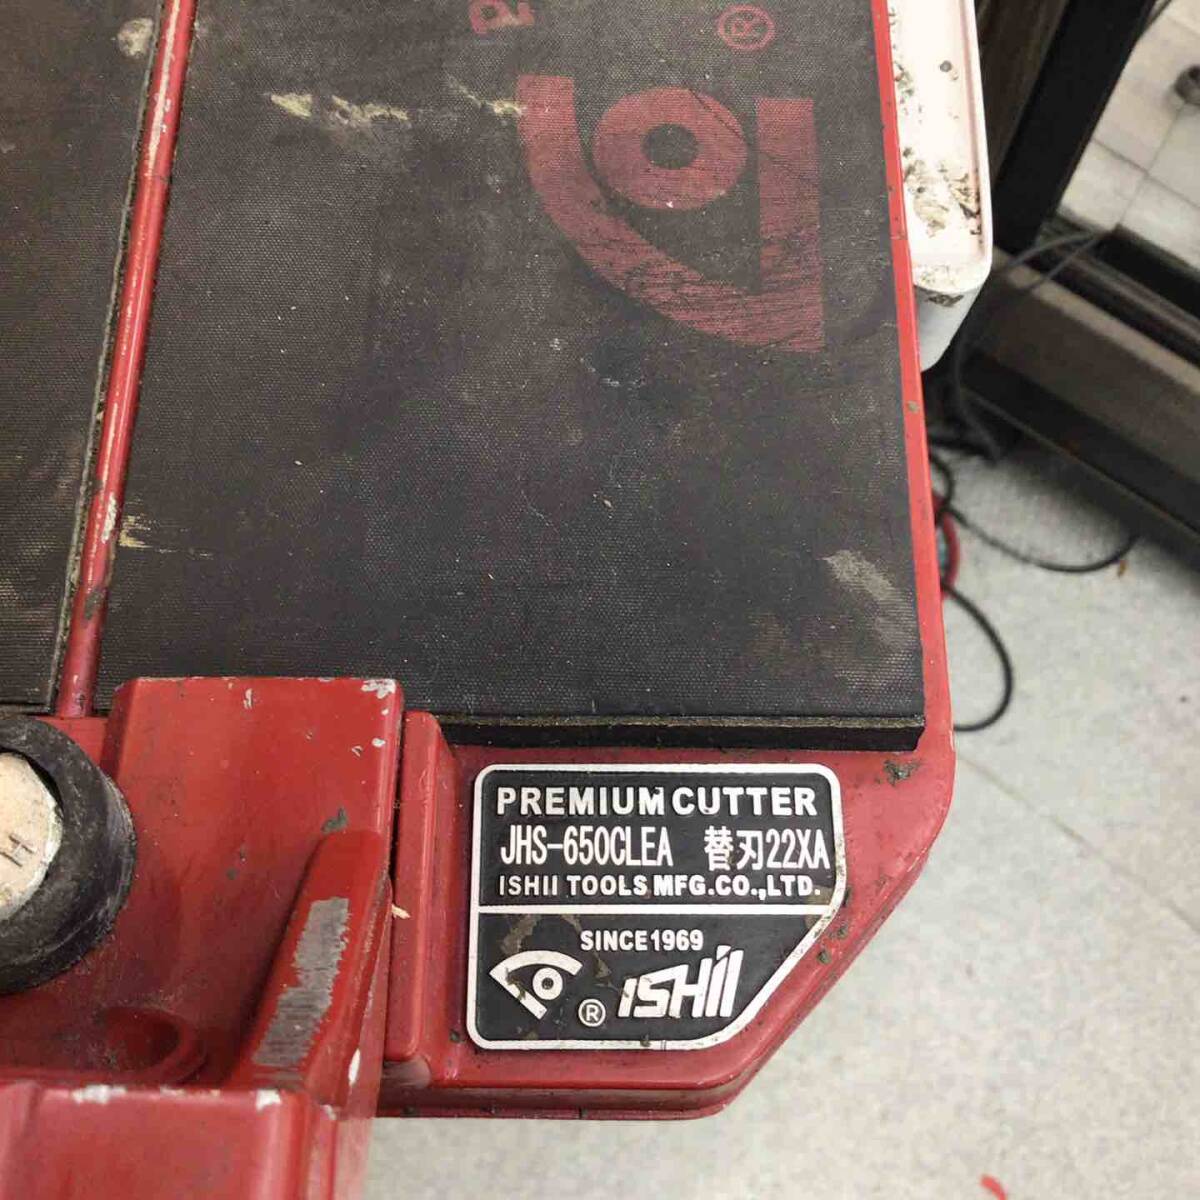 R
®
PREMIUM CUTTER
JHS-650CLEA 替刃22XA
ISHII TOOLS MFG.CO.,LTD.
SINCE1969
® ISHII
H